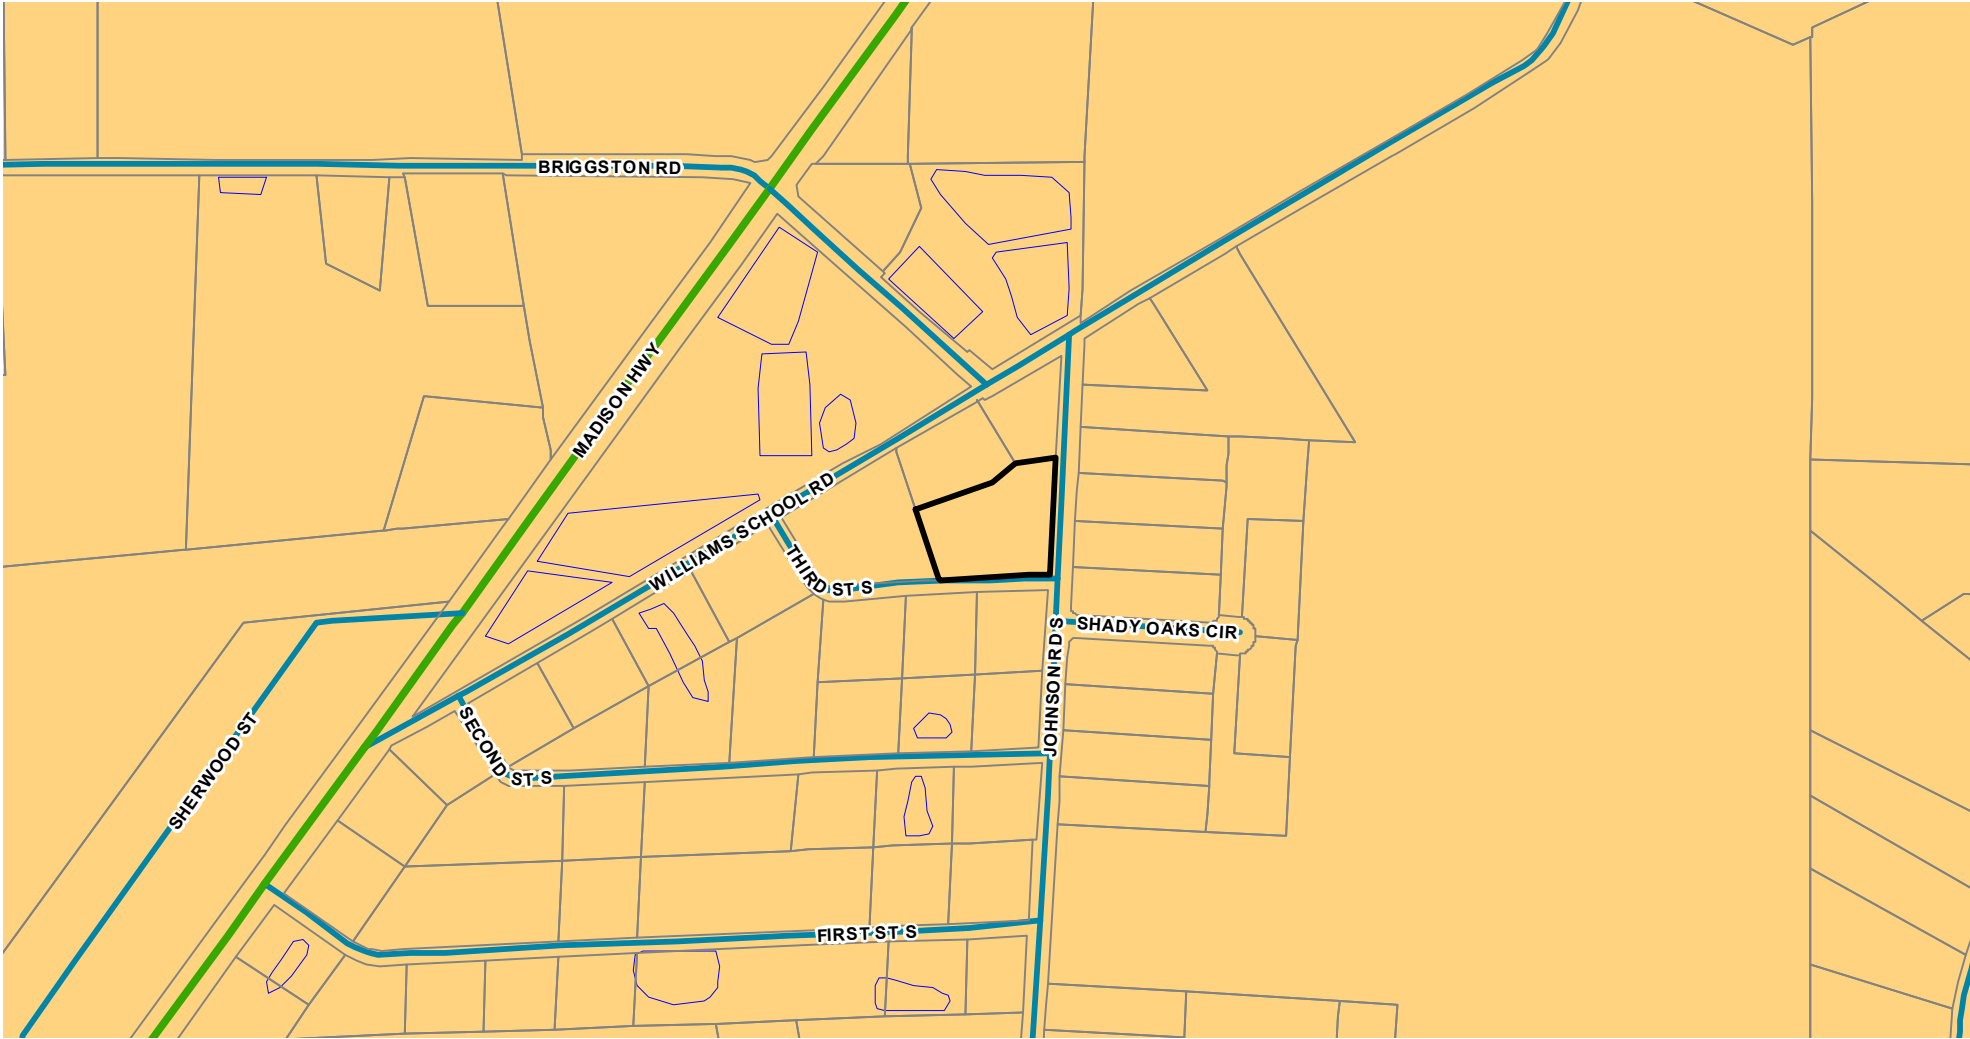 BRIGGSTON RD
MADISON HWY
WILLIAMS SCHOOL RD
THIRD ST S
SHADY OAKS CIR
JOHNSON RD S
SECOND ST S
SHERWOOD ST
FIRST ST S